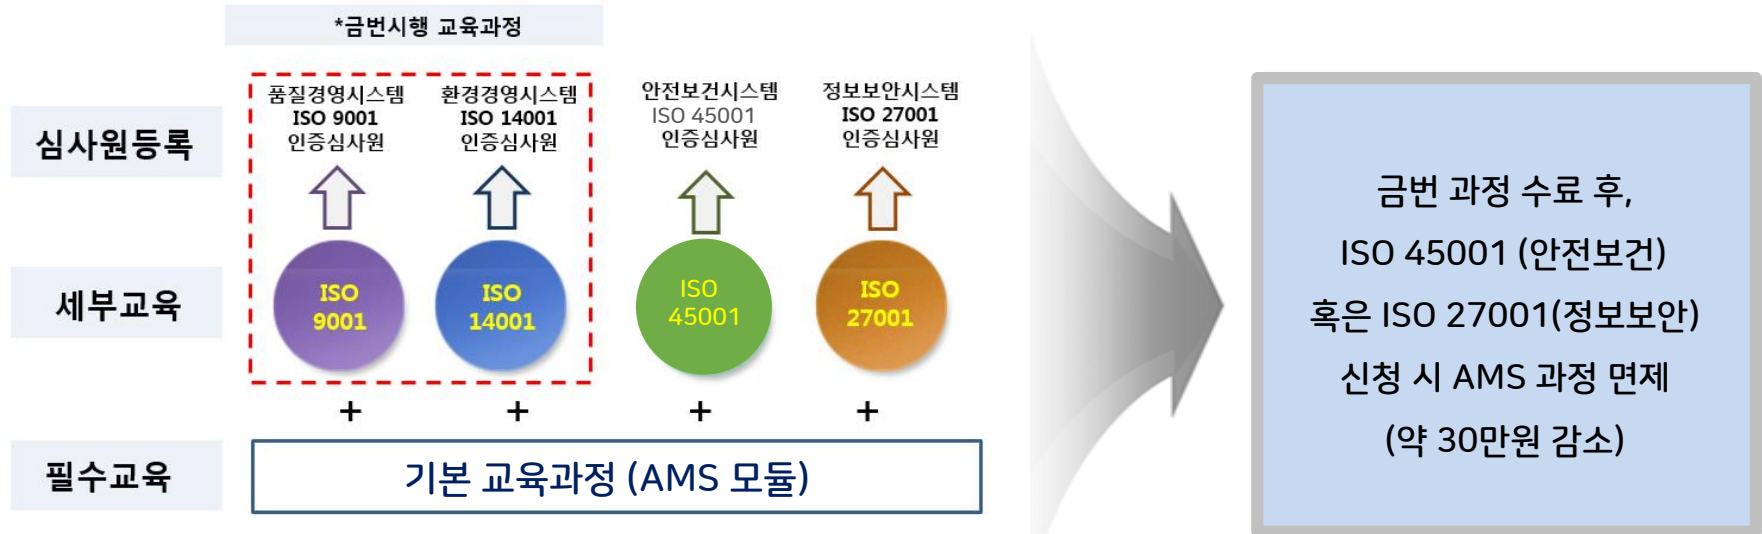 *금번시행 교육과정
심사원등록
품질경영시스템
ISO 9001
인증심사원
환경경영시스템
ISO 14001
인증심사원
안전보건시스템
ISO 45001
인증심사원
정보보안시스템
ISO 27001
인증심사원
세부교육
ISO
9001
ISO
14001
ISO
45001
ISO
27001
+ + + +
필수교육
기본 교육과정 (AMS 모듈)
금번 과정 수료 후,
ISO 45001 (안전보건)
혹은 ISO 27001(정보보안)
신청 시 AMS 과정 면제
(약 30만원 감소)